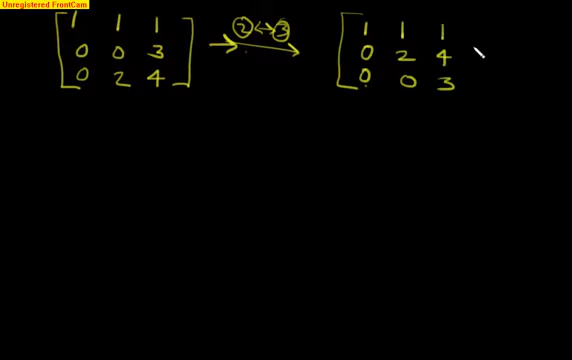 Unregistered FrontCam
1 1 1 ② ↔ ③ 1 1 1
0 0 3 → 0 2 4
0 2 4 0 0 3